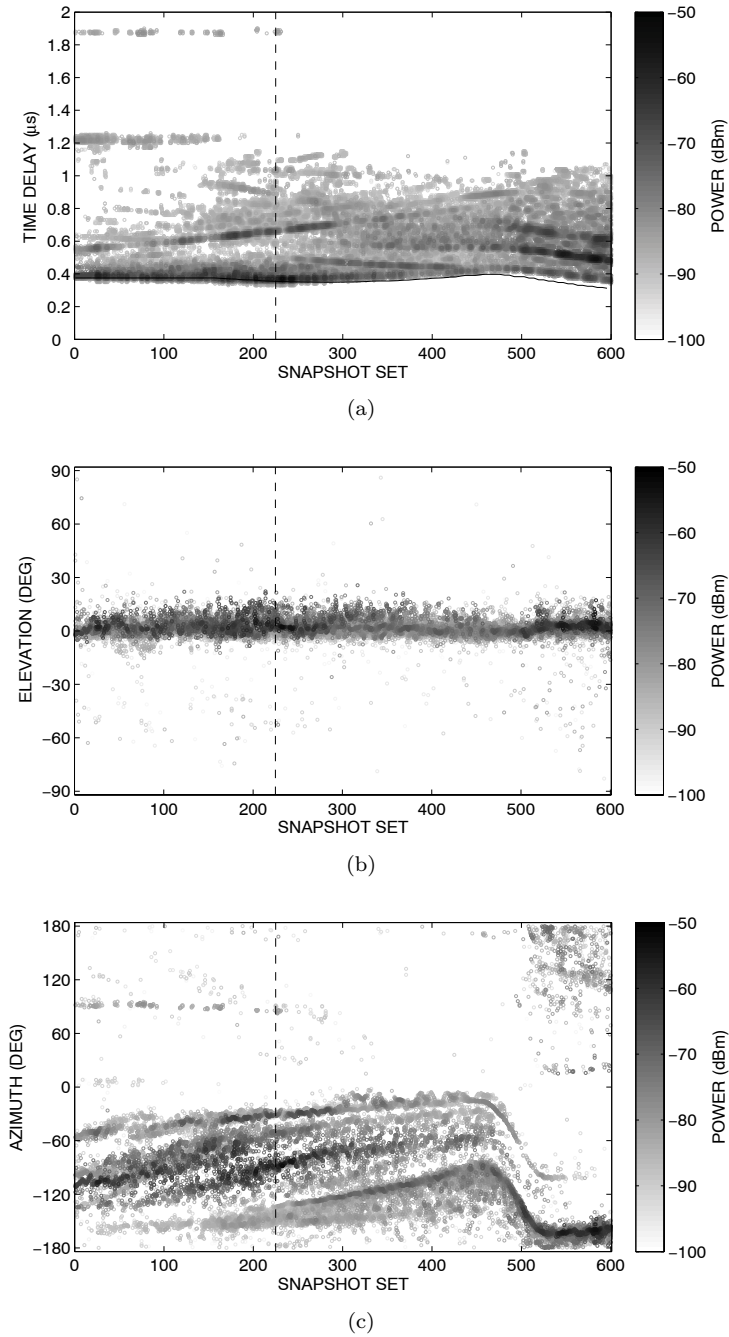 2
1.8
1.6
1.4
1.2
1
0.8
0.6
0.4
0.2
0
TIME DELAY (µs)
0 100 200 300 400 500 600
SNAPSHOT SET
−50
−60
−70
−80
−90
−100
POWER (dBm)
(a)
90
60
30
0
−30
−60
−90
ELEVATION (DEG)
0 100 200 300 400 500 600
SNAPSHOT SET
−50
−60
−70
−80
−90
−100
POWER (dBm)
(b)
180
120
60
0
−60
−120
−180
AZIMUTH (DEG)
0 100 200 300 400 500 600
SNAPSHOT SET
−50
−60
−70
−80
−90
−100
POWER (dBm)
(c)